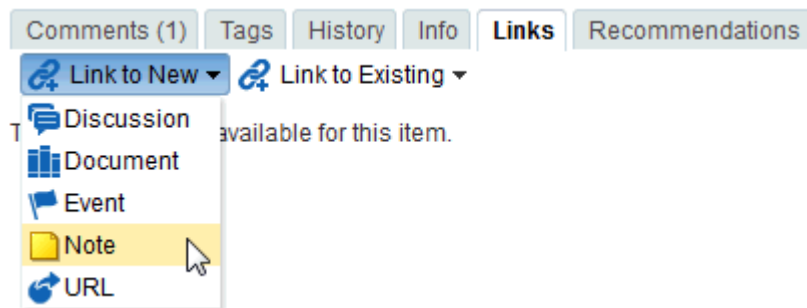 Comments (1) Tags History Info Links Recommendations
Link to New Link to Existing
Discussion
T available for this item.
Document
Event
Note
URL